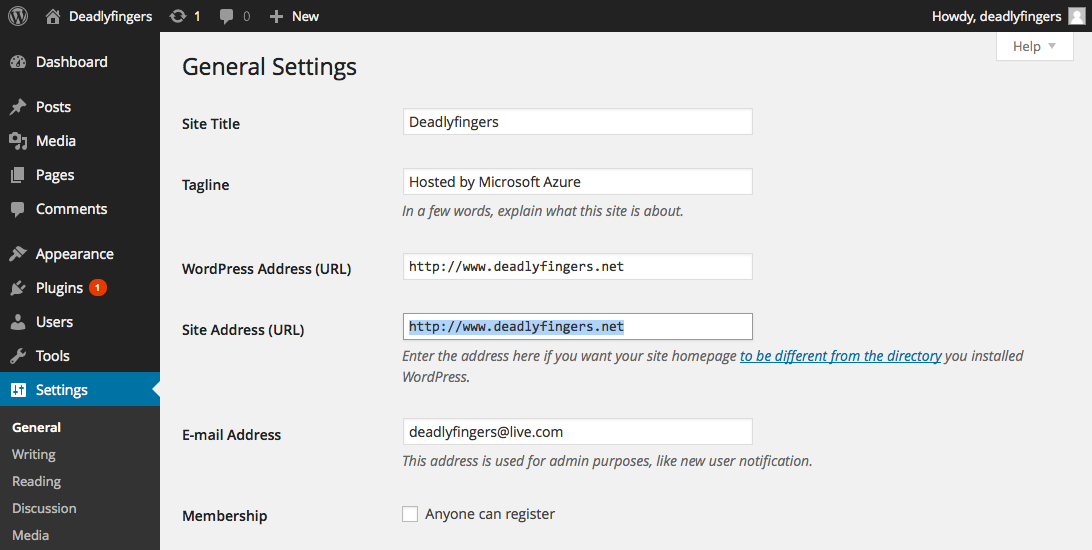 Deadlyfingers 1 0 New Howdy, deadlyfingers
Help
Dashboard
Posts
Media
Pages
Comments
Appearance
Plugins 1
Users
Tools
Settings
General
Writing
Reading
Discussion
Media
General Settings
Site Title Deadlyfingers
Tagline Hosted by Microsoft Azure
In a few words, explain what this site is about.
WordPress Address (URL) http://www.deadlyfingers.net
Site Address (URL) http://www.deadlyfingers.net
Enter the address here if you want your site homepage to be different from the directory you installed
WordPress.
E-mail Address deadlyfingers@live.com
This address is used for admin purposes, like new user notification.
Membership Anyone can register